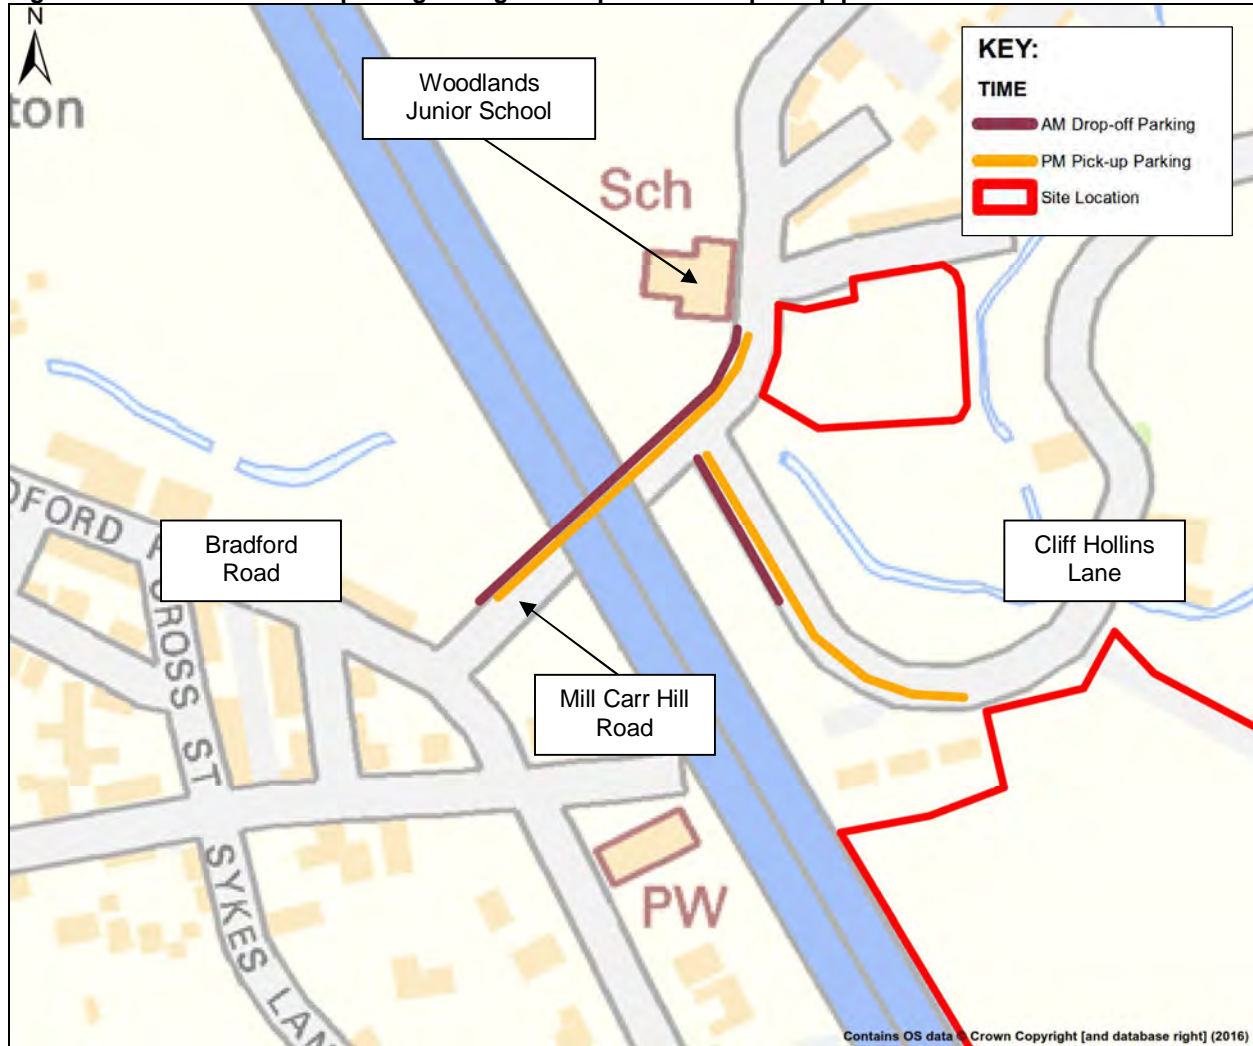 N
ton
Woodlands
Junior School
KEY:
TIME
AM Drop-off Parking
PM Pick-up Parking
Site Location
Sch
Bradford
Road
Cliff Hollins
Lane
Mill Carr Hill
Road
CROSS ST
SYKES LAN
PW
Contains OS data © Crown Copyright [and database right] (2016)